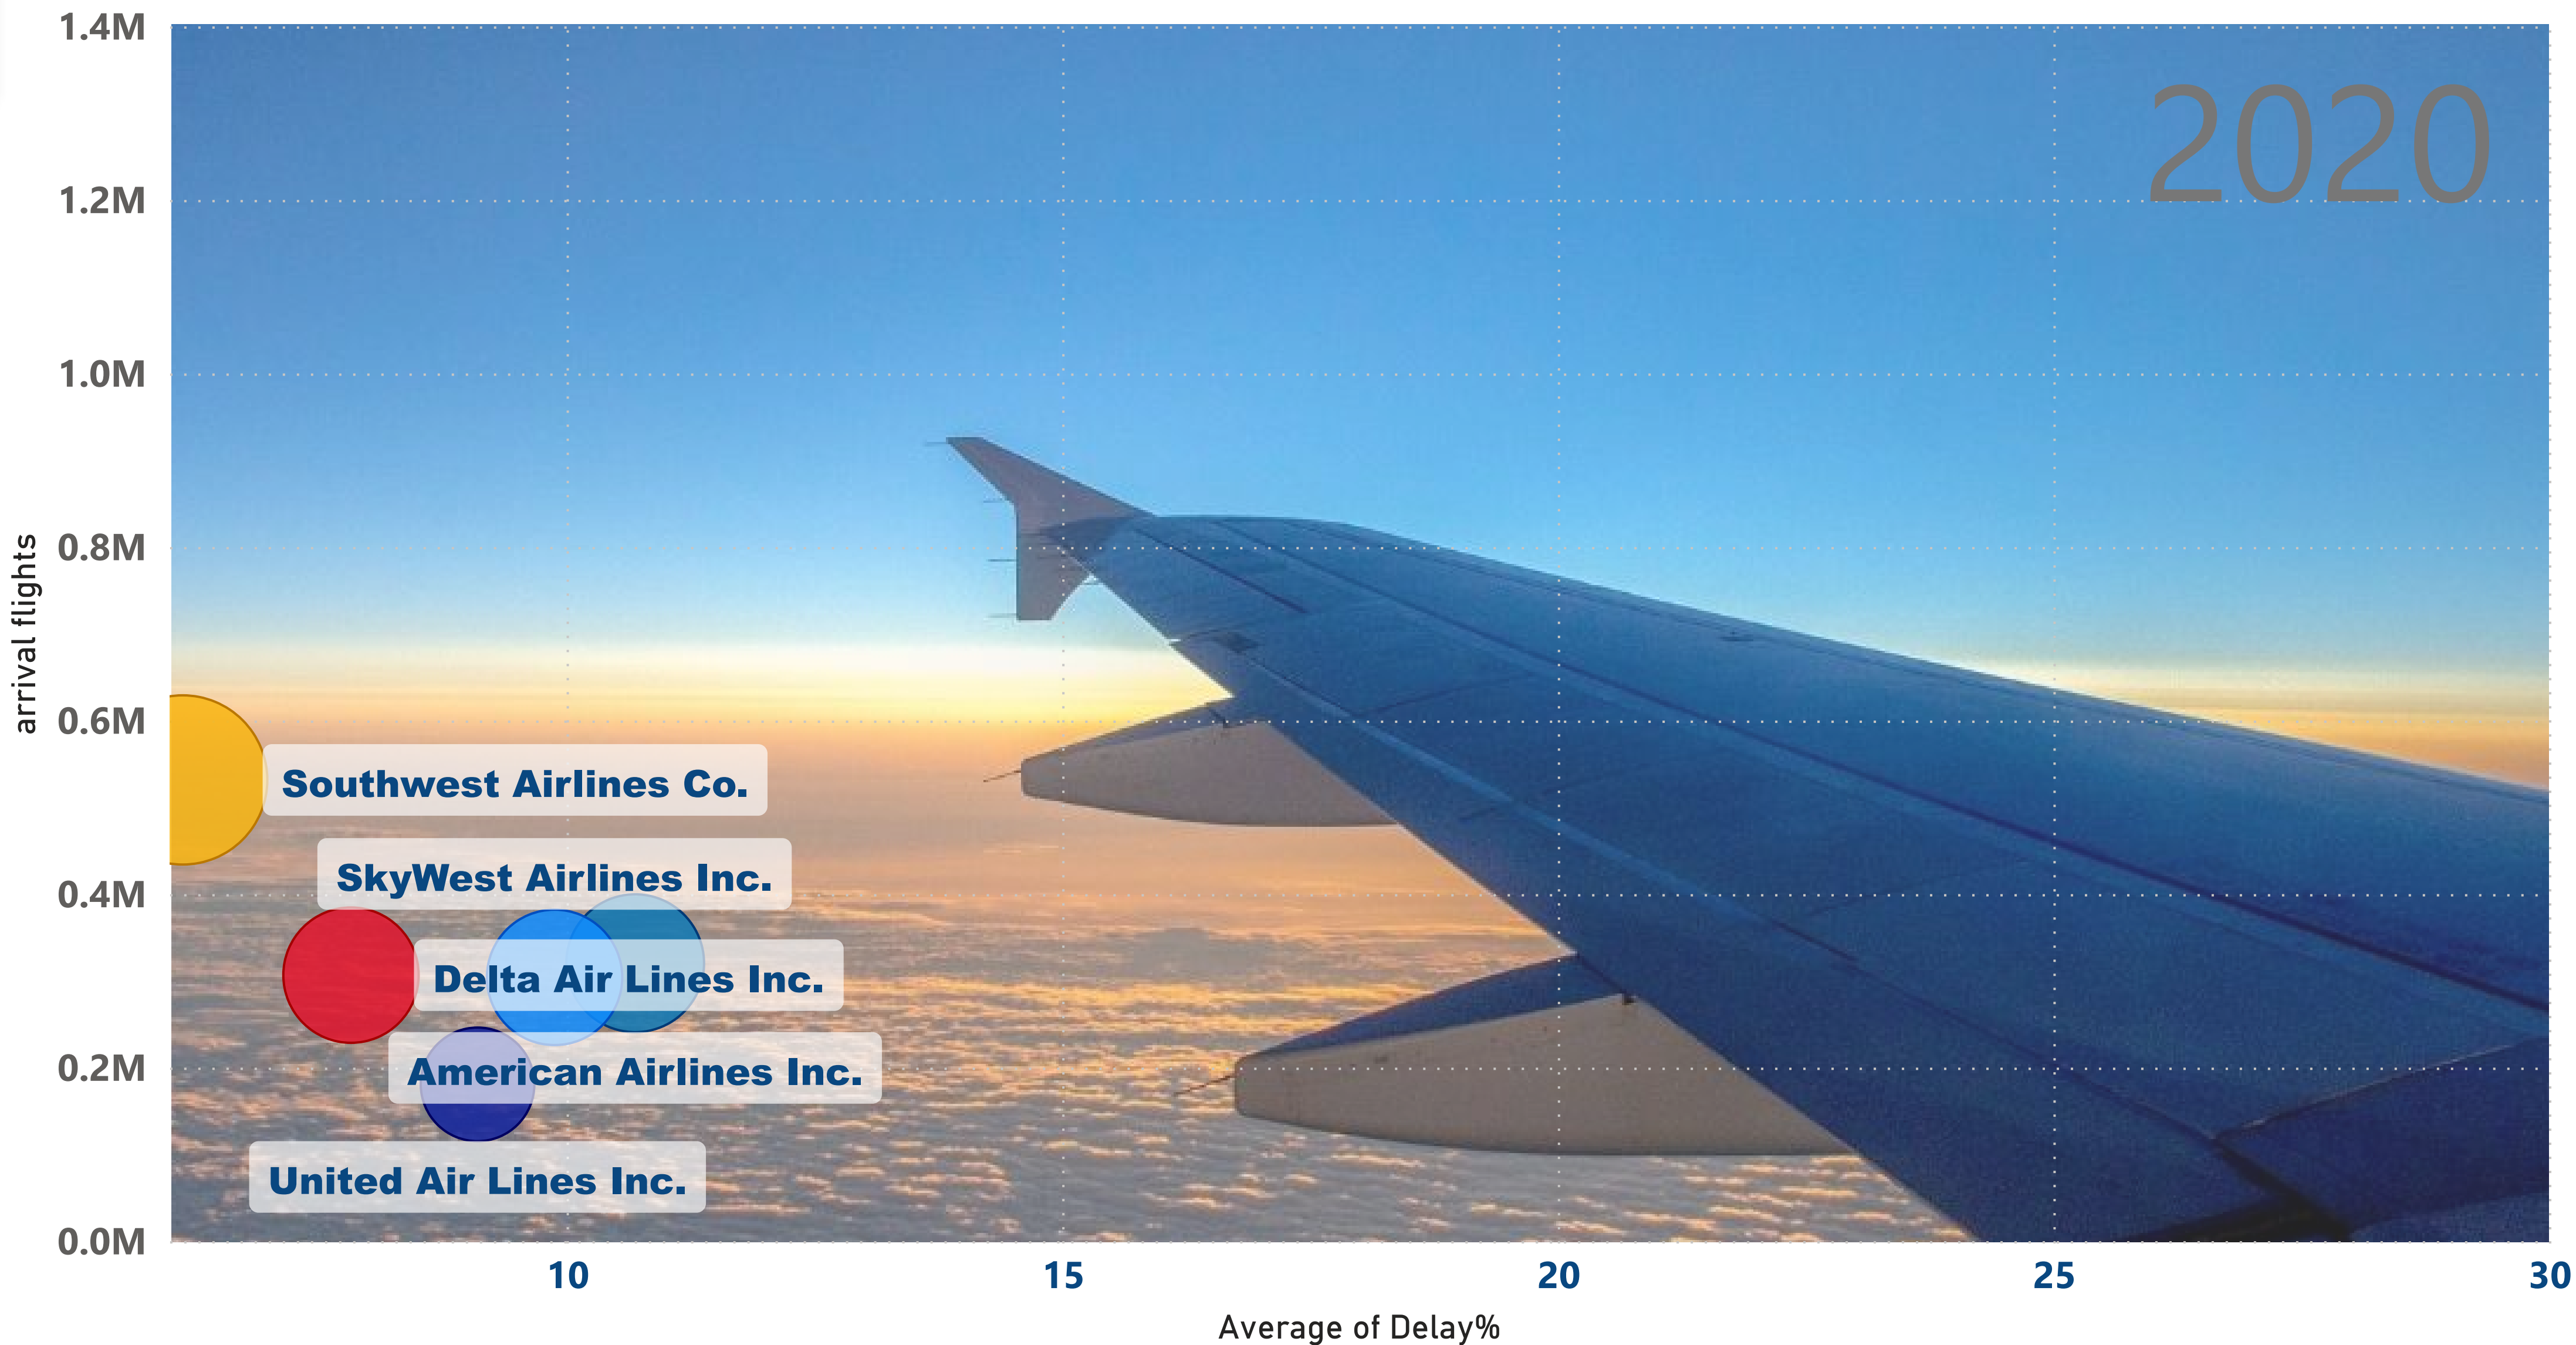 1.4M
2020
1.2M
1.0M
0.8M
arrival flights
0.6M
Southwest Airlines Co.
SkyWest Airlines Inc.
0.4M
Delta Air Lines Inc.
0.2M
American Airlines Inc.
United Air Lines Inc.
0.0M
10 15 20 25 30
Average of Delay%